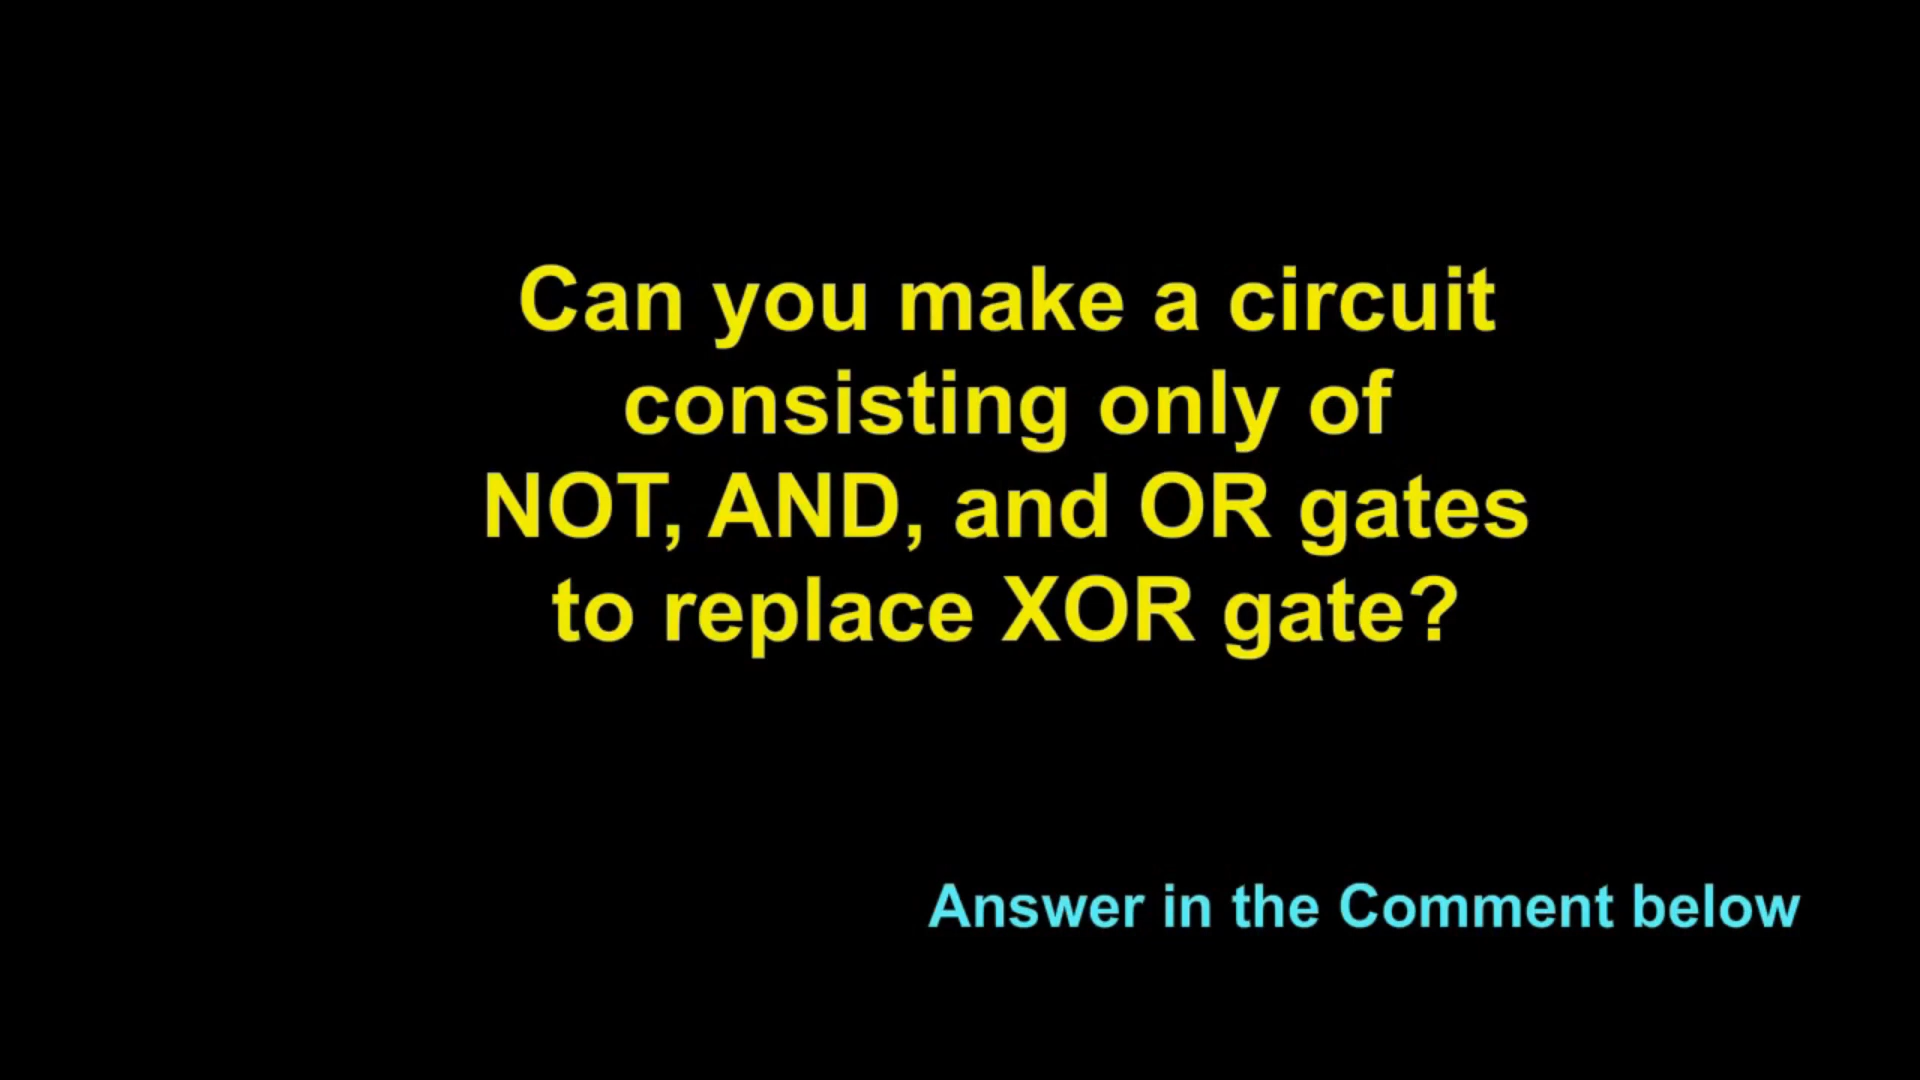 Can you make a circuit
consisting only of
NOT, AND, and OR gates
to replace XOR gate?
Answer in the Comment below